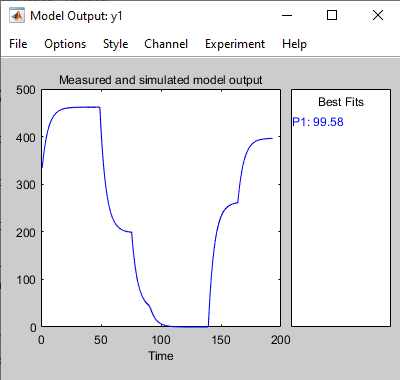 Model Output: y1
File Options Style Channel Experiment Help
Measured and simulated model output
Best Fits
P1: 99.58
500
400
300
200
100
0
0 50 100 150 200
Time